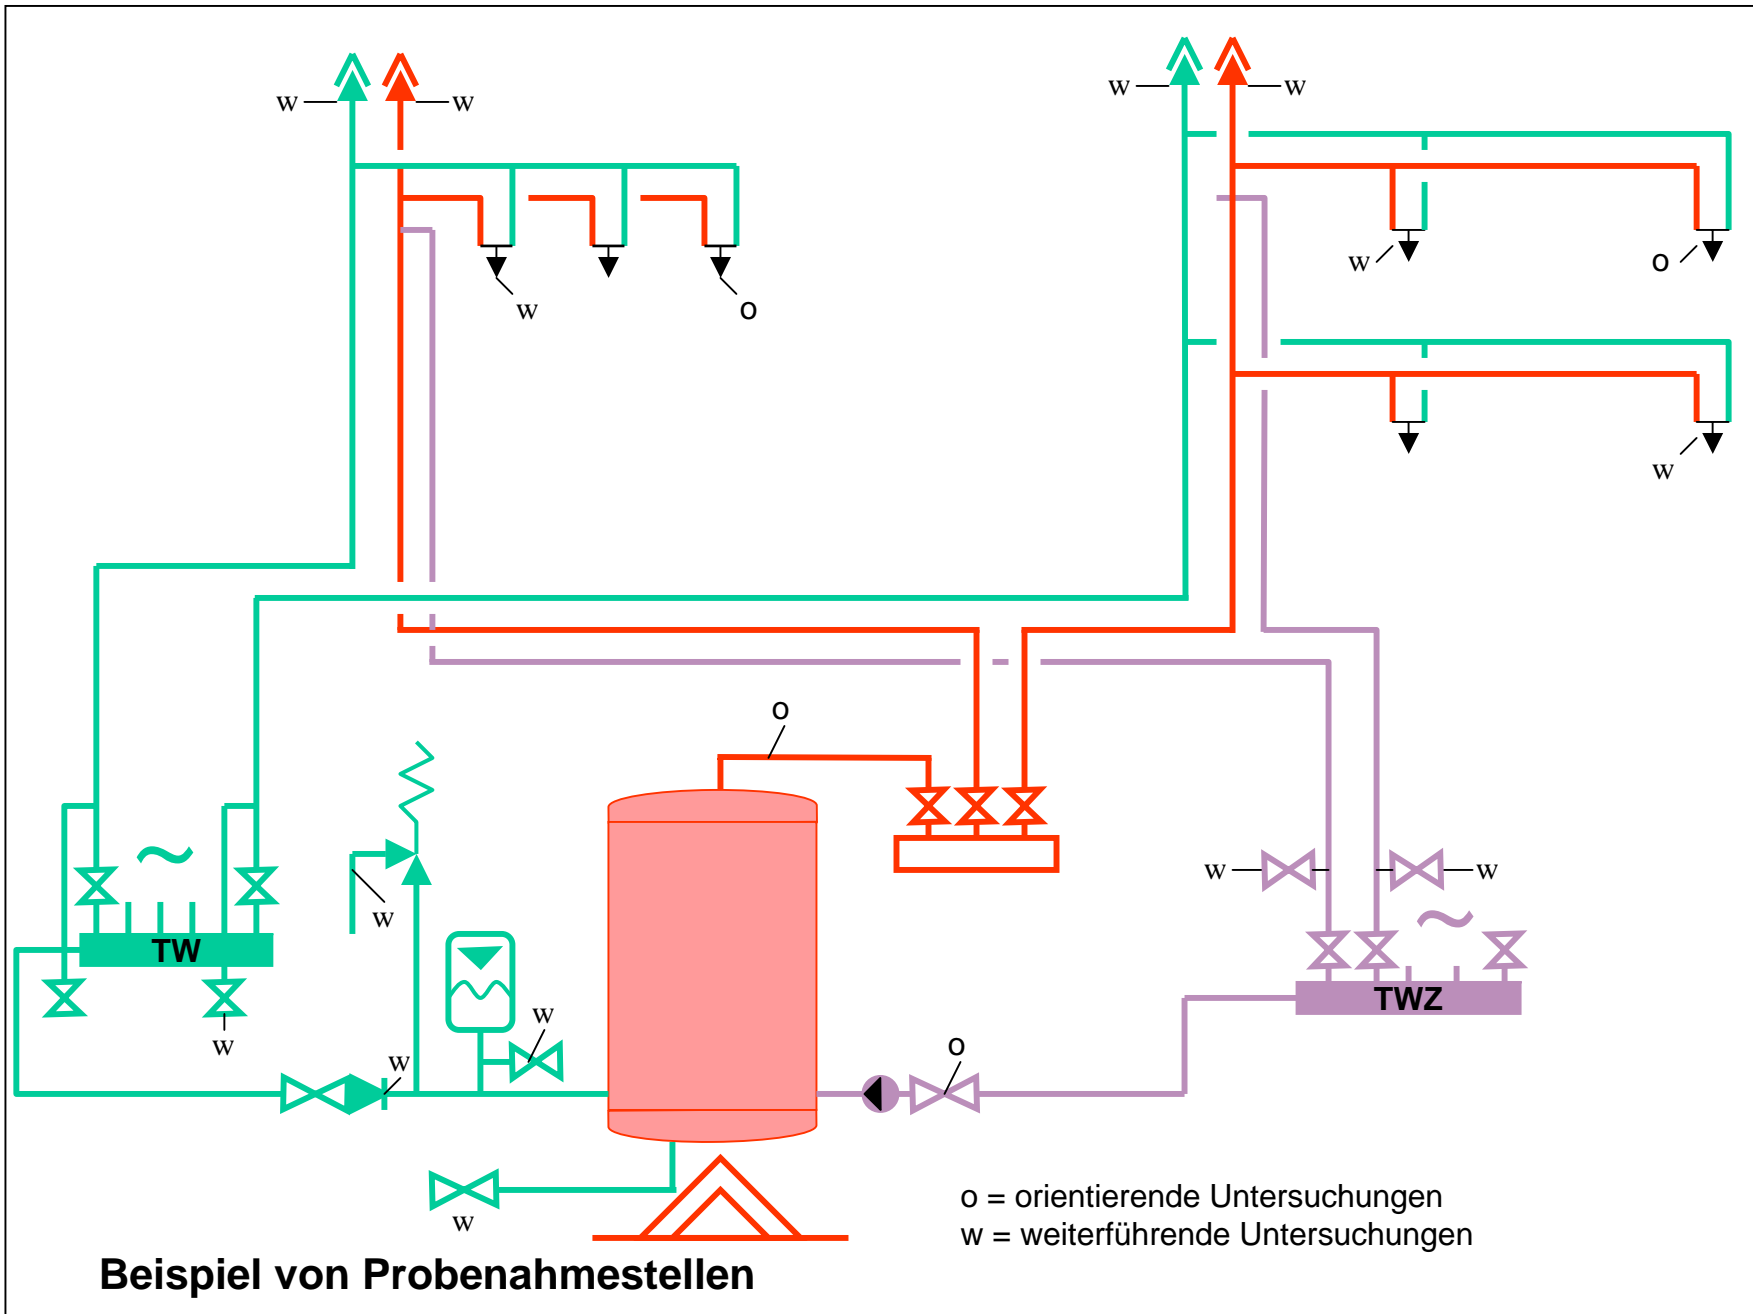 w w
w w
w o
w o
w
o
w w
w
TW
TWZ
w
w
w
o
w
o = orientierende Untersuchungen
w = weiterführende Untersuchungen
Beispiel von Probenahmestellen